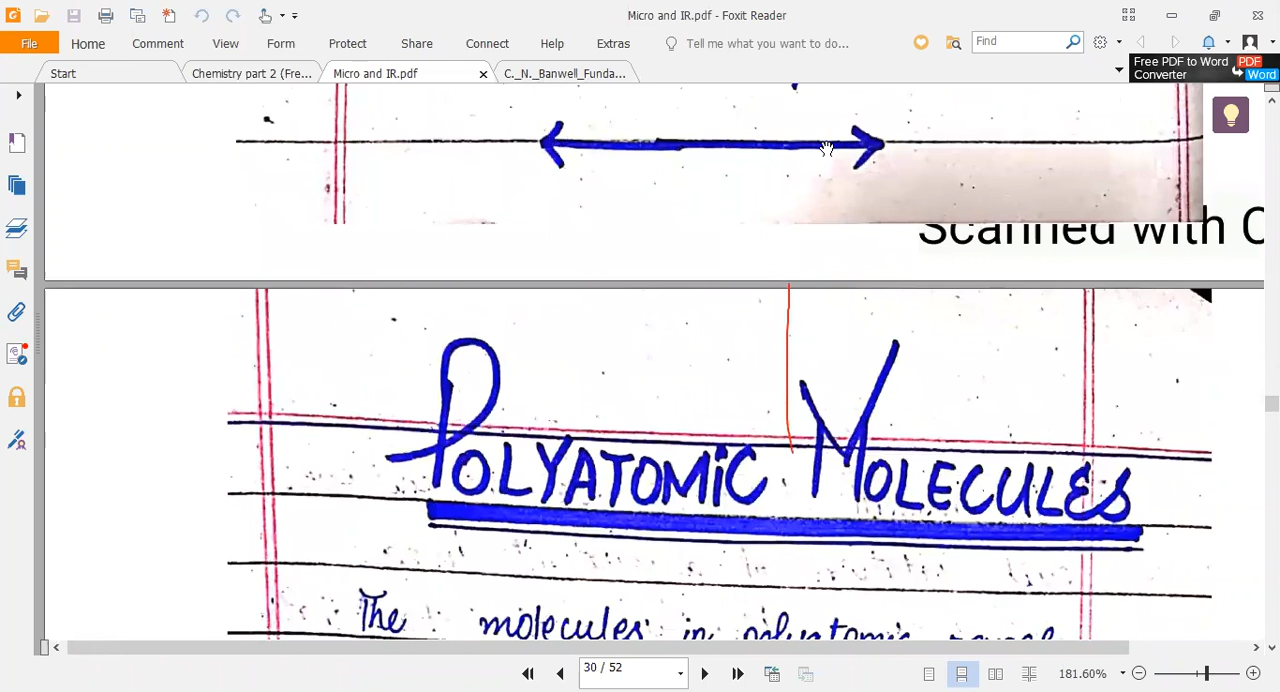 Micro and IR.pdf - Foxit Reader
File Home Comment View Form Protect Share Connect Help Extras Tell me what you want to do... Find
Free PDF to Word Converter PDF Word
Start Chemistry part 2 (Fre... Micro and IR.pdf C._N._Banwell_Funda...
Scanned with C
POLYATOMIC MOLECULES
The molecules in polyatomic
30 / 52
181.60%